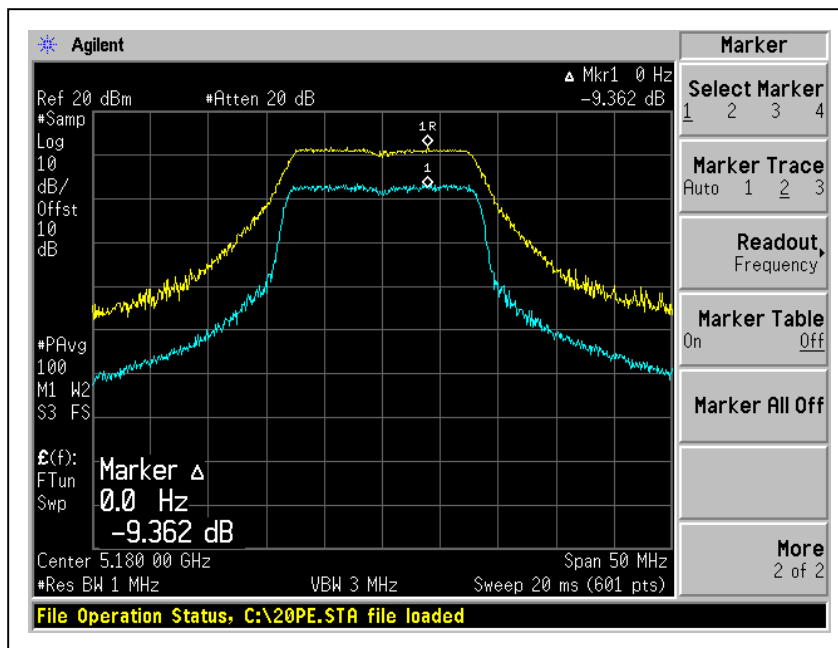 Agilent
Marker
Δ Mkr1 0 Hz
Ref 20 dBm #Atten 20 dB -9.362 dB
#Samp
Log
10
dB/
Offst
10
dB
1R
1
#PAvg
100
M1 W2
S3 FS
£(f):
FTun
Swp
Marker Δ
0.0 Hz
-9.362 dB
Center 5.180 00 GHz Span 50 MHz
#Res BW 1 MHz VBW 3 MHz Sweep 20 ms (601 pts)
File Operation Status, C:\20PE.STA file loaded
Select Marker
1 2 3 4
Marker Trace
Auto 1 2 3
Readout
Frequency
Marker Table
On Off
Marker All Off
More
2 of 2